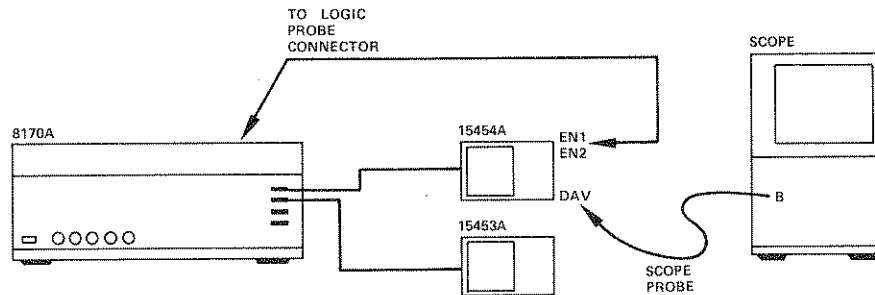 TO LOGIC
PROBE
CONNECTOR
SCOPE
8170A
15454A
EN1
EN2
DAV
B
15453A
SCOPE
PROBE